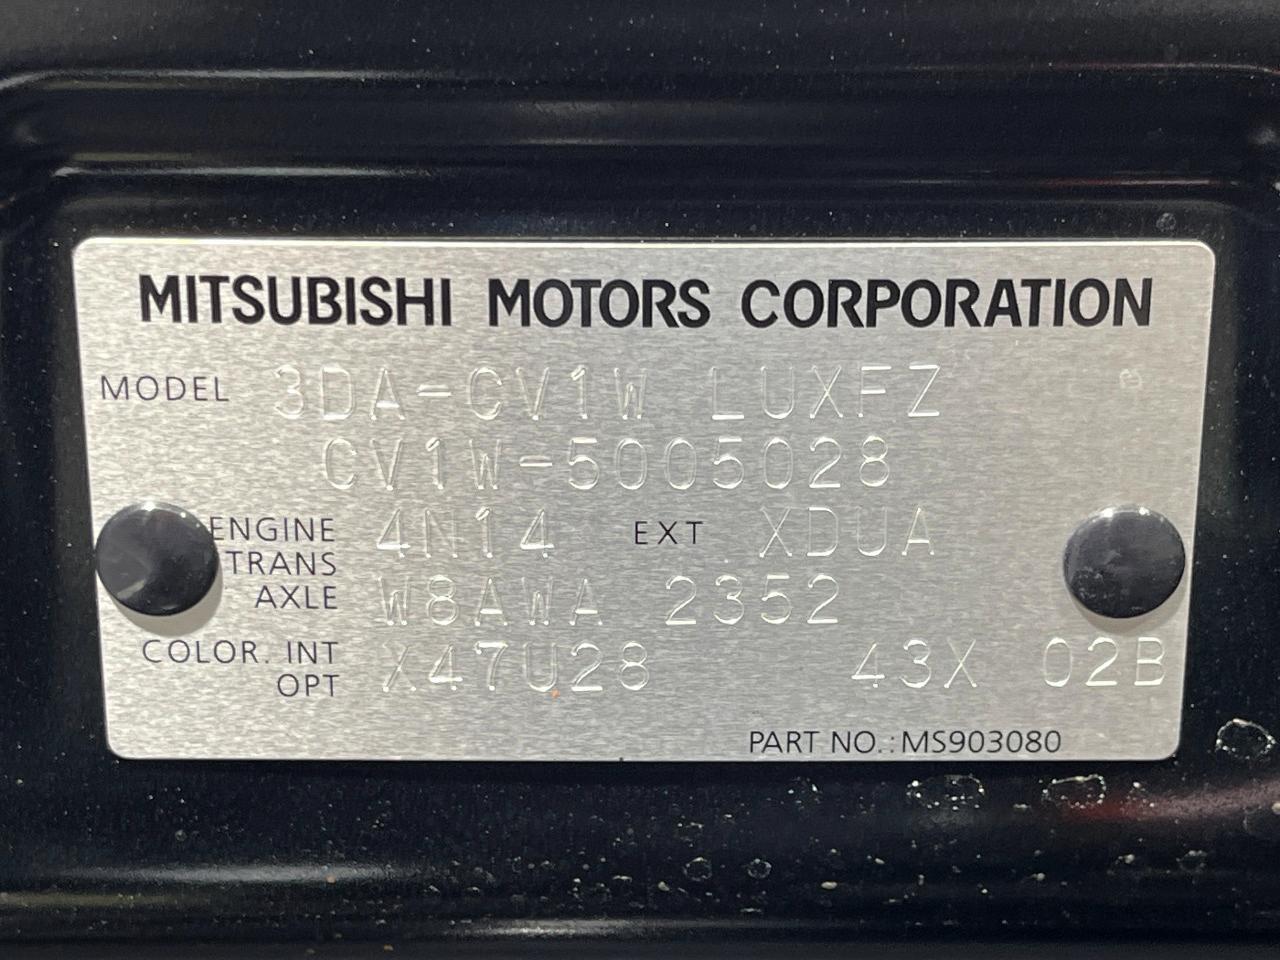 MITSUBISHI MOTORS CORPORATION
MODEL 3DA-CV1W LUXFZ
CV1W-5005028
ENGINE 4N14 EXT XDUA
TRANS
AXLE W8AWA 2352
COLOR. INT X47U28 43X 02B
OPT
PART NO.:MS903080